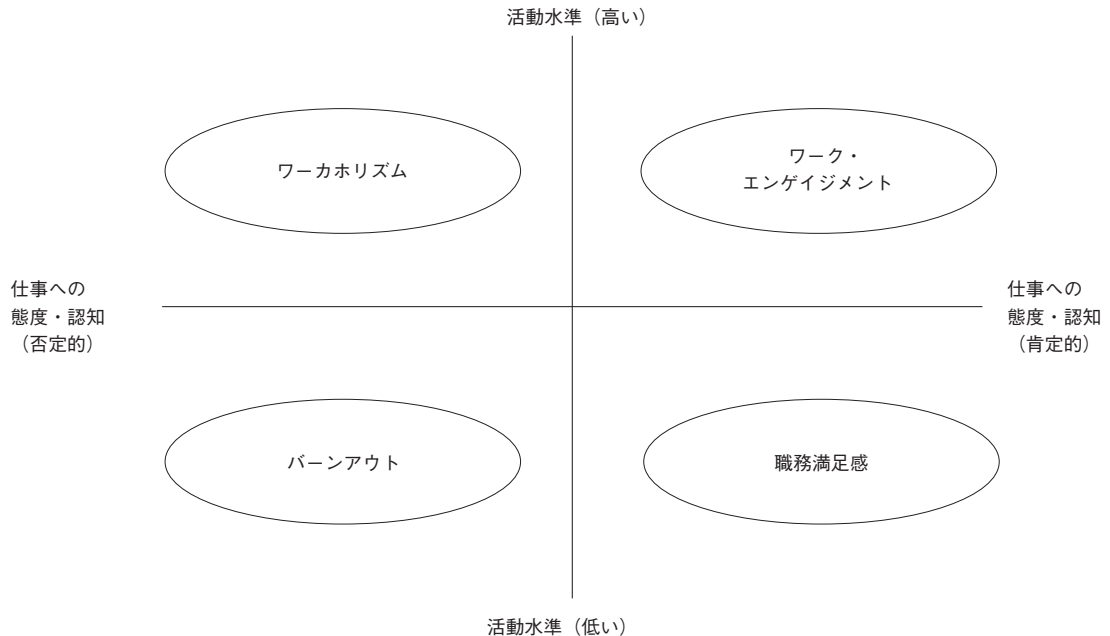 活動水準（高い）
ワーカホリズム
ワーク・
エンゲイジメント
仕事への
態度・認知
（否定的）
仕事への
態度・認知
（肯定的）
バーンアウト
職務満足感
活動水準（低い）